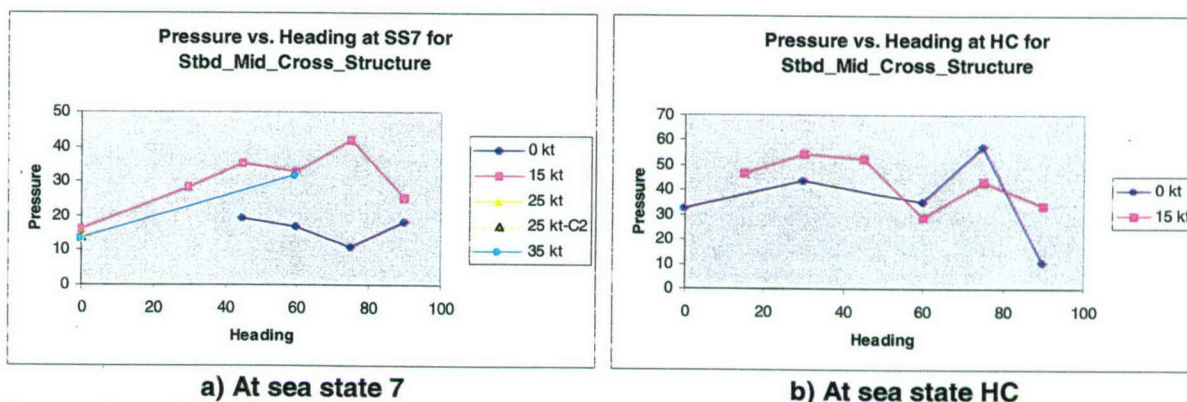 Pressure vs. Heading at SS7 for
Stbd_Mid_Cross_Structure
50
40
30
20
10
0
0 20 40 60 80 100
Pressure
Heading
0 kt
15 kt
25 kt
25 kt-C2
35 kt
a) At sea state 7
Pressure vs. Heading at HC for
Stbd_Mid_Cross_Structure
70
60
50
40
30
20
10
0
0 20 40 60 80 100
Pressure
Heading
0 kt
15 kt
b) At sea state HC